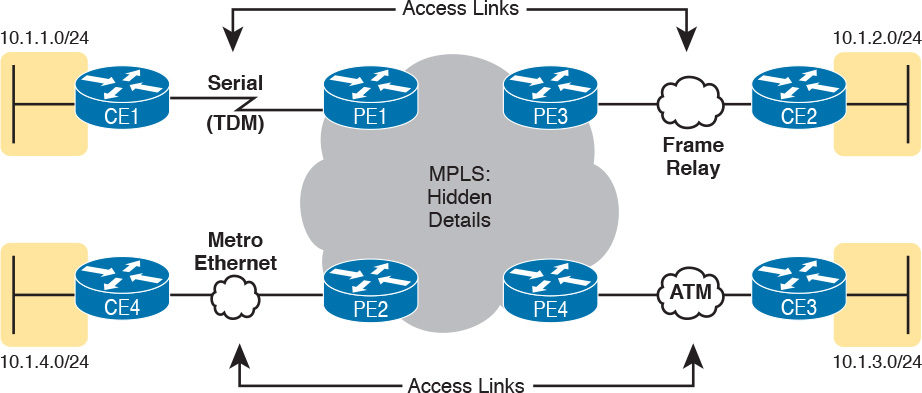 Access Links
10.1.1.0/24
10.1.2.0/24
Serial
(TDM)
CE1
PE1
PE3
CE2
Frame
Relay
MPLS:
Hidden
Details
Metro
Ethernet
CE4
PE2
PE4
ATM
CE3
10.1.4.0/24
10.1.3.0/24
Access Links